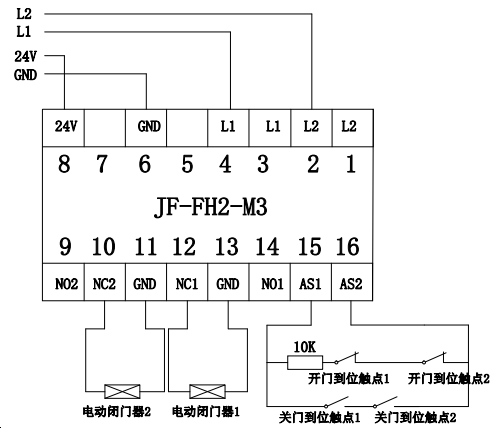 L2
L1
24V
GND
24V GND L1 L1 L2 L2
8 7 6 5 4 3 2 1
JF-FH2-M3
9 10 11 12 13 14 15 16
NO2 NC2 GND NC1 GND NO1 AS1 AS2
10K
开门到位触点1 开门到位触点2
电动闭门器2 电动闭门器1 关门到位触点1 关门到位触点2